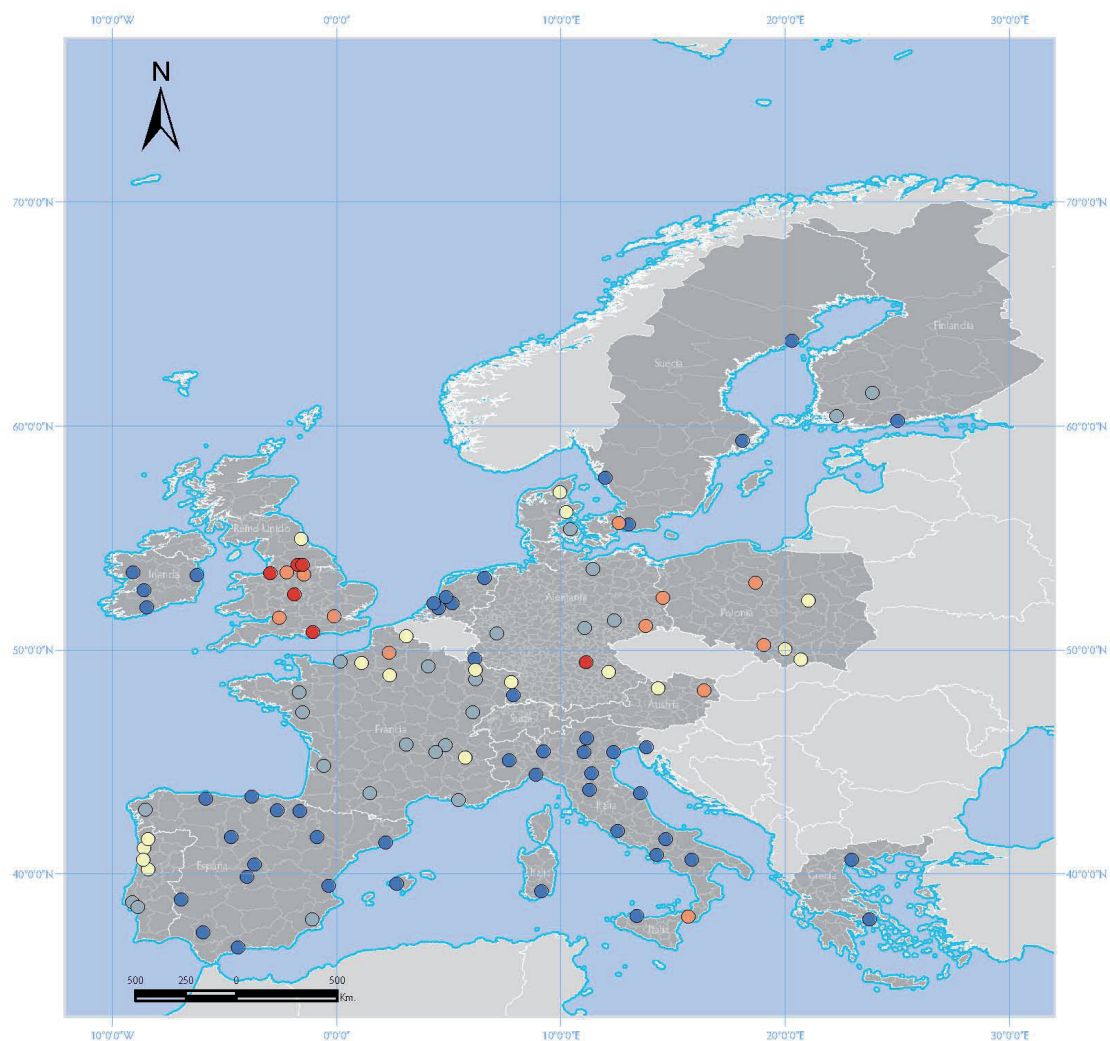 10°0'0"W 0°0'0"E 10°0'0"E 20°0'0"E 30°0'0"E
N
70°0'0"N 70°0'0"N
Finlandia
Suecia
60°0'0"N 60°0'0"N
Reino Unido
Irlanda
Alemania
Polonia
50°0'0"N 50°0'0"N
Austria
Suiza
Francia
Italia
España
Italia
40°0'0"N 40°0'0"N
Grecia
Italia
500 250 0 500
Km.
10°0'0"W 0°0'0"E 10°0'0"E 20°0'0"E 30°0'0"E